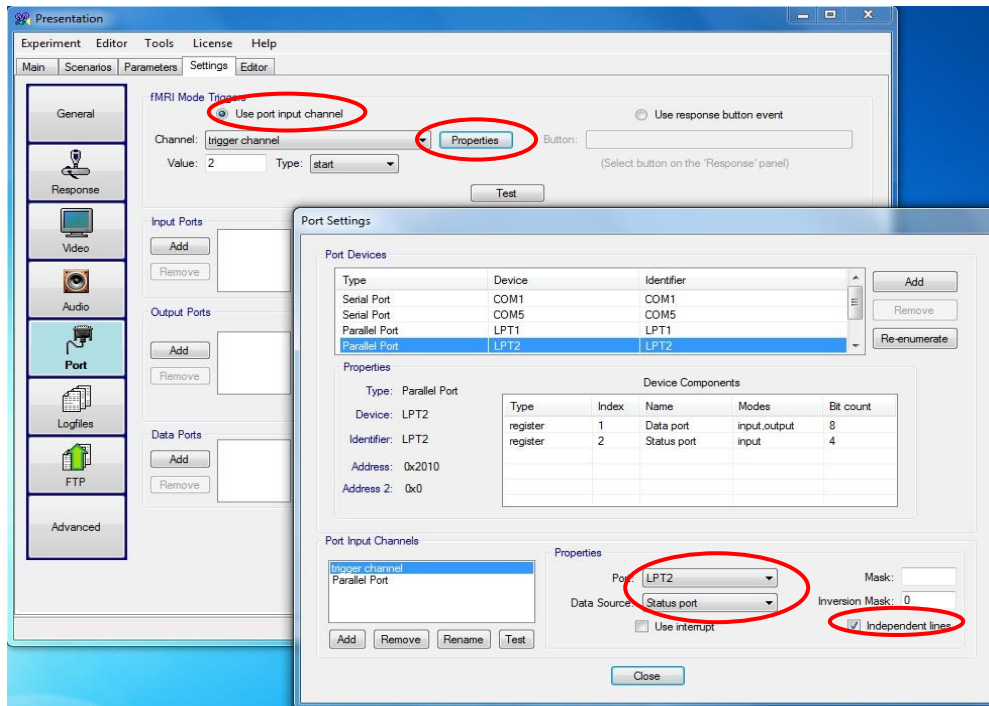 Presentation
Experiment Editor Tools License Help
Main Scenarios Parameters Settings Editor
General
Response
Video
Audio
Port
Logfiles
FTP
Advanced
fMRI Mode Triggers
Use port input channel
Use response button event
Channel: trigger channel Properties Button:
Value: 2 Type: start (Select button on the 'Response' panel)
Test
Input Ports
Add
Remove
Output Ports
Add
Remove
Data Ports
Add
Remove
Port Settings
Port Devices
Type Device Identifier
Serial Port COM1 COM1
Serial Port COM5 COM5
Parallel Port LPT1 LPT1
Parallel Port LPT2 LPT2
Add
Remove
Re-enumerate
Properties
Type: Parallel Port
Device: LPT2
Identifier: LPT2
Address: 0x2010
Address 2: 0x0
Device Components
Type Index Name Modes Bit count
register 1 Data port input,output 8
register 2 Status port input 4
Port Input Channels
trigger channel
Parallel Port
Add Remove Rename Test
Properties
Port: LPT2 Mask:
Data Source: Status port Inversion Mask: 0
Use interrupt Independent lines
Close